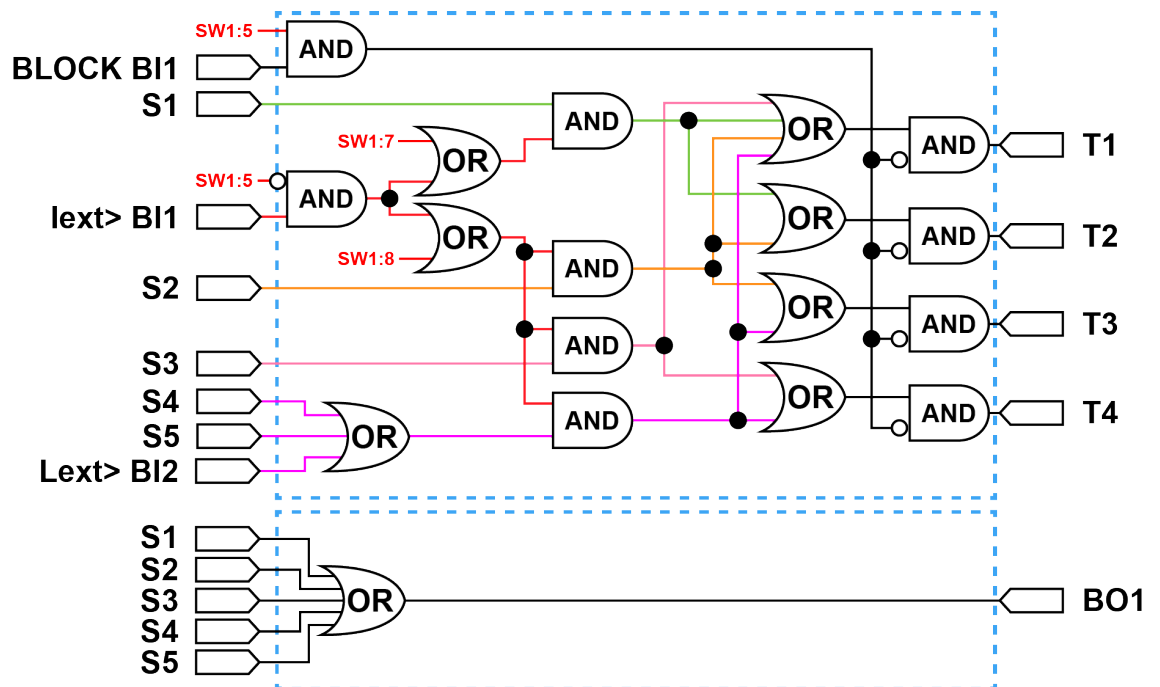 SW1:5
BLOCK BI1
AND
S1
AND
OR
T1
AND
SW1:7
OR
SW1:5
AND
Iext> BI1
OR
SW1:8
OR
T2
AND
S2
AND
OR
T3
AND
S3
AND
S4
S5
OR
Lext> BI2
AND
OR
T4
AND
S1
S2
S3
S4
S5
OR
BO1